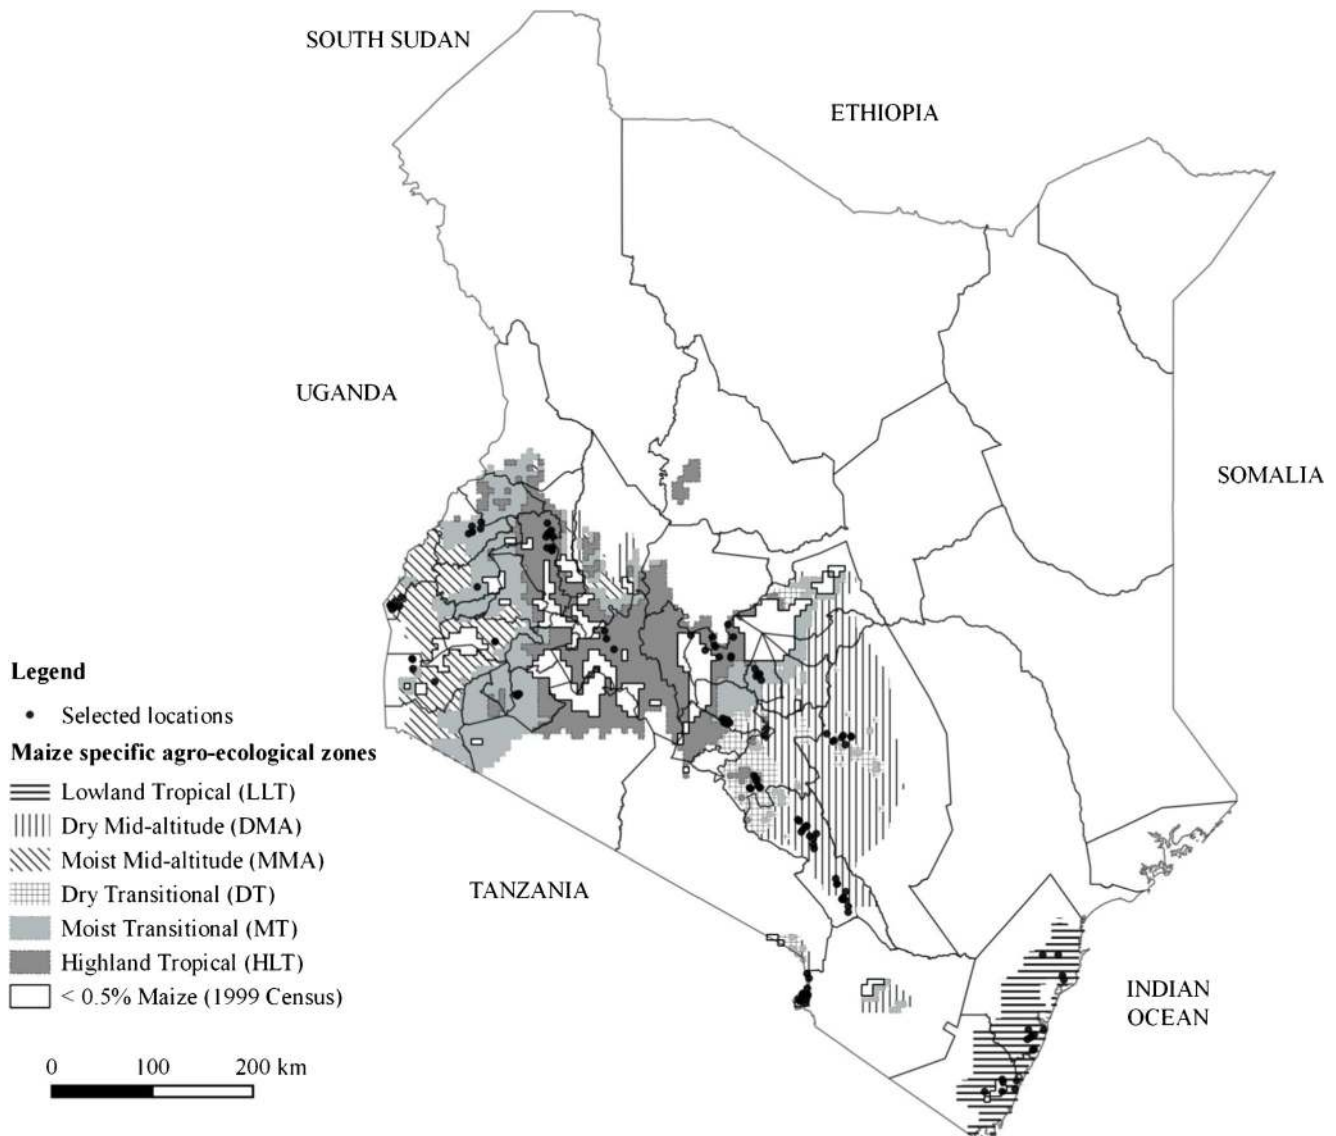 SOUTH SUDAN
ETHIOPIA
UGANDA
SOMALIA
Legend
Selected locations
Maize specific agro-ecological zones
Lowland Tropical (LLT)
Dry Mid-altitude (DMA)
Moist Mid-altitude (MMA)
Dry Transitional (DT)
Moist Transitional (MT)
Highland Tropical (HLT)
< 0.5% Maize (1999 Census)
TANZANIA
INDIAN
OCEAN
0 100 200 km